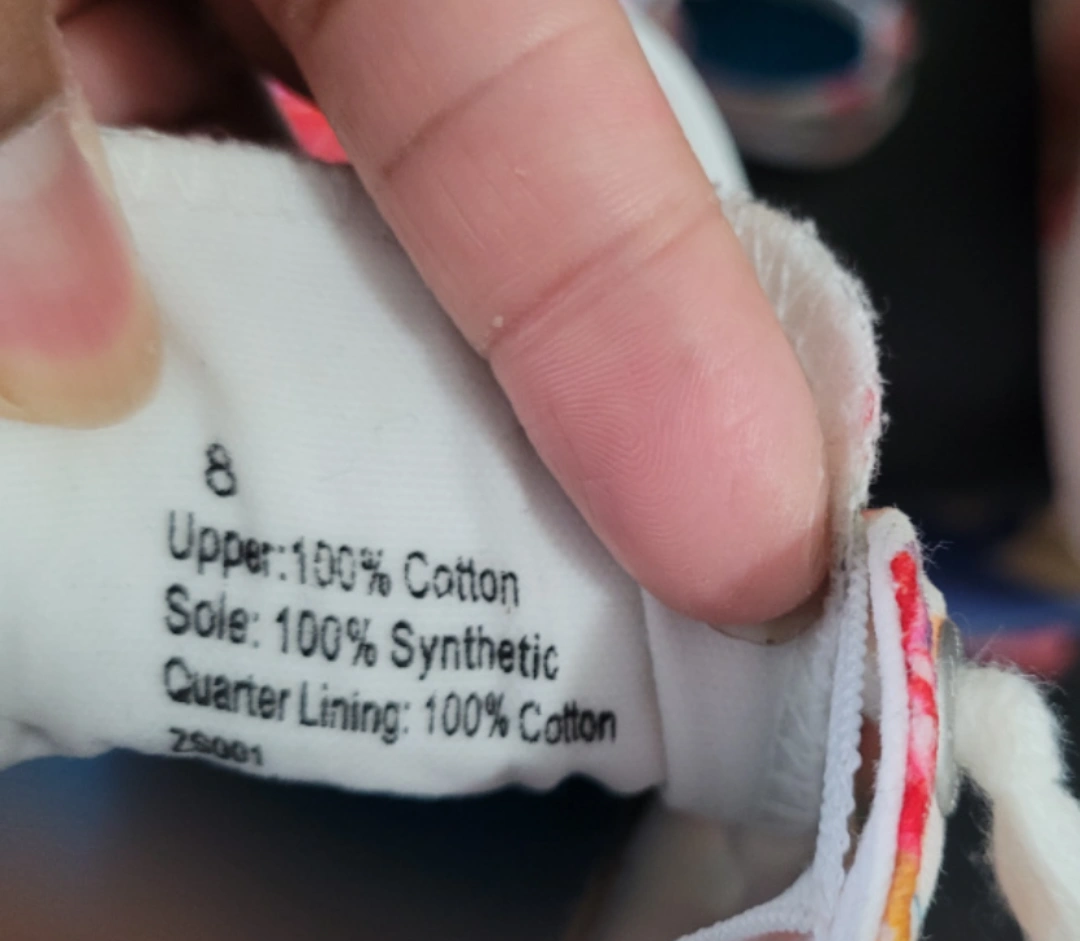 8
Upper:100% Cotton
Sole: 100% Synthetic
Quarter Lining: 100% Cotton
ZS001